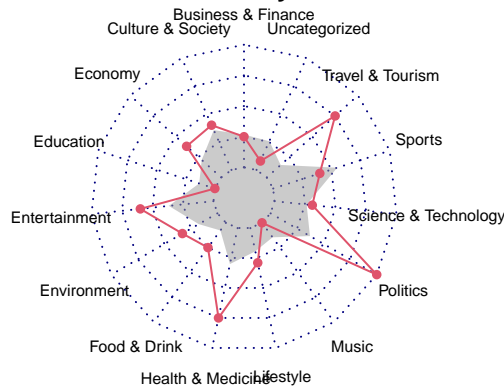 Business & Finance
Culture & Society
Uncategorized
Economy
Travel & Tourism
Education
Sports
Entertainment
Science & Technology
Environment
Politics
Food & Drink
Music
Health & Medicine
Lifestyle